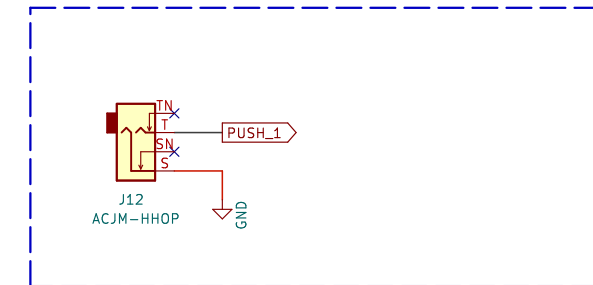 TN
T
PUSH_1
SN
S
J12
ACJM-HHOP
GND